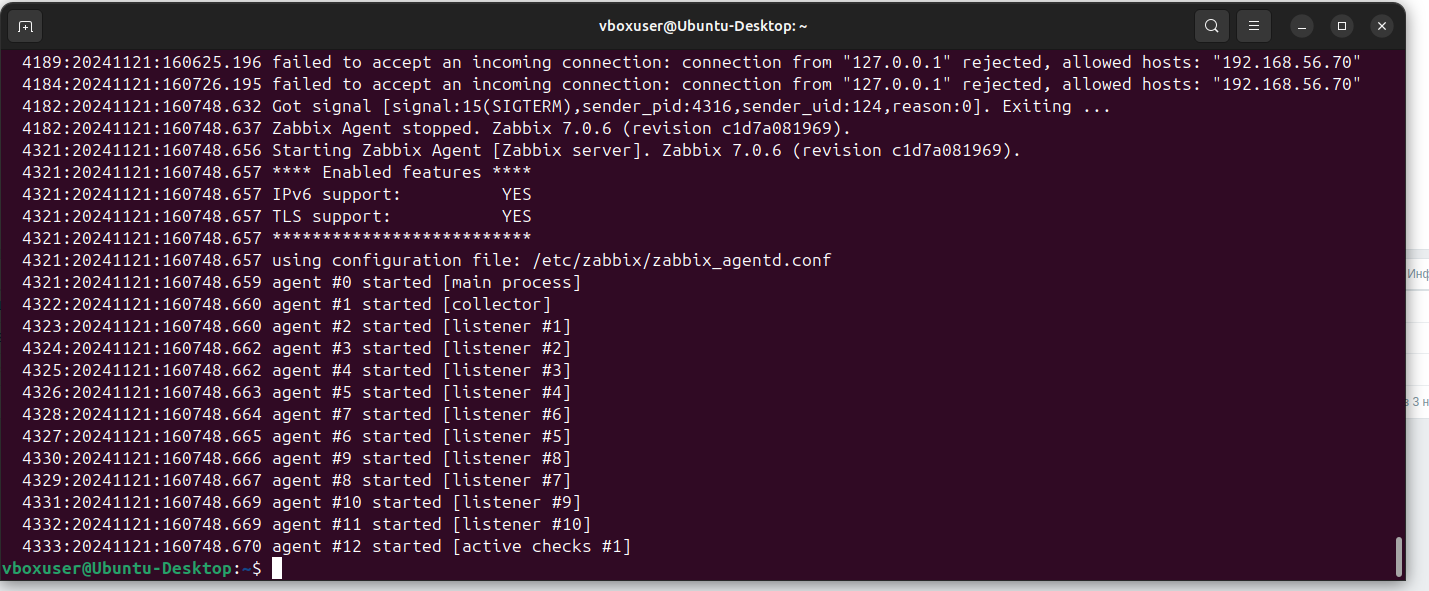 vboxuser@Ubuntu-Desktop: ~
4189:20241121:160625.196 failed to accept an incoming connection: connection from "127.0.0.1" rejected, allowed hosts: "192.168.56.70"
4184:20241121:160726.195 failed to accept an incoming connection: connection from "127.0.0.1" rejected, allowed hosts: "192.168.56.70"
4182:20241121:160748.632 Got signal [signal:15(SIGTERM),sender_pid:4316,sender_uid:124,reason:0]. Exiting ...
4182:20241121:160748.637 Zabbix Agent stopped. Zabbix 7.0.6 (revision c1d7a081969).
4321:20241121:160748.656 Starting Zabbix Agent [Zabbix server]. Zabbix 7.0.6 (revision c1d7a081969).
4321:20241121:160748.657 **** Enabled features ****
4321:20241121:160748.657 IPv6 support:          YES
4321:20241121:160748.657 TLS support:           YES
4321:20241121:160748.657 **************************
4321:20241121:160748.657 using configuration file: /etc/zabbix/zabbix_agentd.conf
4321:20241121:160748.659 agent #0 started [main process]
4322:20241121:160748.660 agent #1 started [collector]
4323:20241121:160748.660 agent #2 started [listener #1]
4324:20241121:160748.662 agent #3 started [listener #2]
4325:20241121:160748.662 agent #4 started [listener #3]
4326:20241121:160748.663 agent #5 started [listener #4]
4328:20241121:160748.664 agent #7 started [listener #6]
4327:20241121:160748.665 agent #6 started [listener #5]
4330:20241121:160748.666 agent #9 started [listener #8]
4329:20241121:160748.667 agent #8 started [listener #7]
4331:20241121:160748.669 agent #10 started [listener #9]
4332:20241121:160748.669 agent #11 started [listener #10]
4333:20241121:160748.670 agent #12 started [active checks #1]
vboxuser@Ubuntu-Desktop:~$
Инф
з 3 н